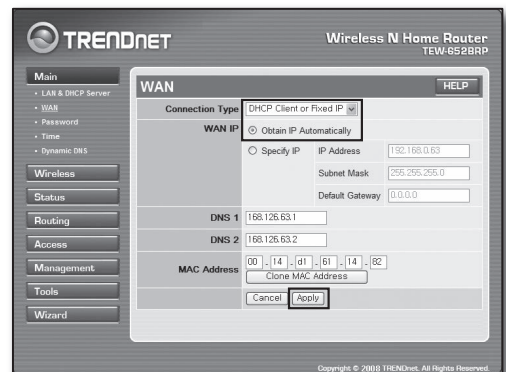 TRENDNET
Wireless N Home Router
TEW-652BRP
Main
• LAN & DHCP Server
• WAN
• Password
• Time
• Dynamic DNS
Wireless
Status
Routing
Access
Management
Tools
Wizard
WAN
HELP
Connection Type DHCP Client or Fixed IP
WAN IP Obtain IP Automatically
Specify IP IP Address 192.168.0.63
Subnet Mask 255.255.255.0
Default Gateway 0.0.0.0
DNS 1 168.126.63.1
DNS 2 168.126.63.2
MAC Address 00 - 14 - d1 - 61 - 14 - 82
Clone MAC Address
Cancel Apply
Copyright © 2008 TRENDnet. All Rights Reserved.